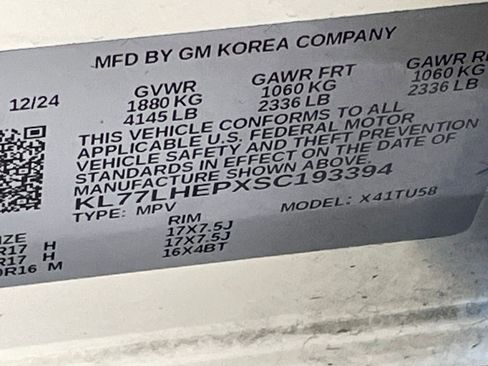 MFD BY GM KOREA COMPANY
12/24 GVWR GAWR FRT GAWR R
1880 KG 1060 KG 1060 KG
4145 LB 2336 LB 2336 LB
THIS VEHICLE CONFORMS TO ALL
APPLICABLE U.S. FEDERAL MOTOR
VEHICLE SAFETY AND THEFT PREVENTION
STANDARDS IN EFFECT ON THE DATE OF
MANUFACTURE SHOWN ABOVE.
KL77LHEPXSC193394
TYPE: MPV MODEL: X41TU58
IZE RIM
R17 H 17X7.5J
R17 H 17X7.5J
0R16 M 16X4BT